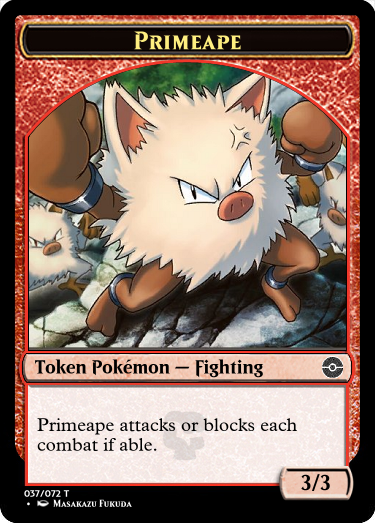 Primeape
Token Pokémon — Fighting
Primeape attacks or blocks each
combat if able.
3/3
037/072 T
• Masakazu Fukuda